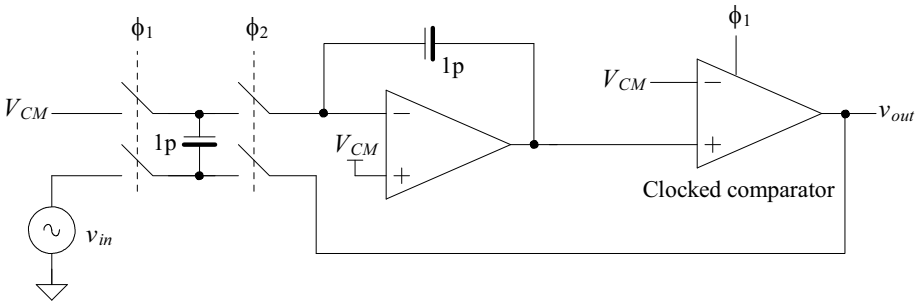 ϕ1
ϕ2
ϕ1
1p
VCM
VCM
vout
1p
VCM
Clocked comparator
vin